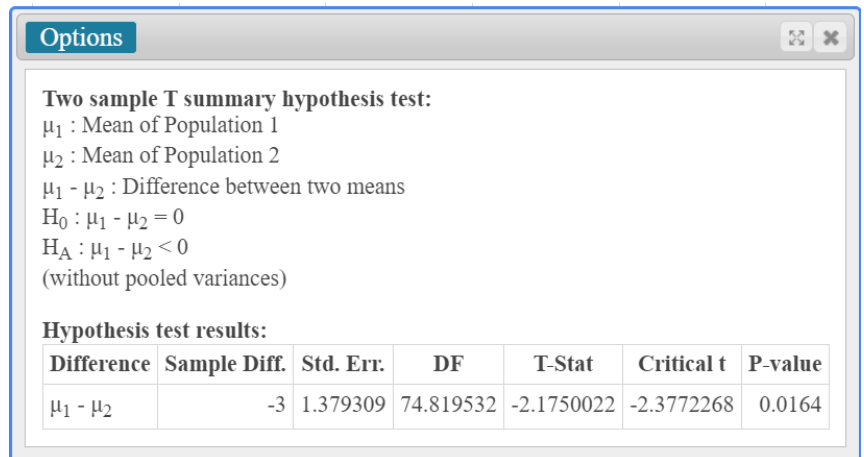 Options
Two sample T summary hypothesis test:
μ₁ : Mean of Population 1
μ₂ : Mean of Population 2
μ₁ - μ₂ : Difference between two means
H₀ : μ₁ - μ₂ = 0
H_A : μ₁ - μ₂ < 0
(without pooled variances)
Hypothesis test results:
Difference Sample Diff. Std. Err. DF T-Stat Critical t P-value
μ₁ - μ₂ -3 1.379309 74.819532 -2.1750022 -2.3772268 0.0164